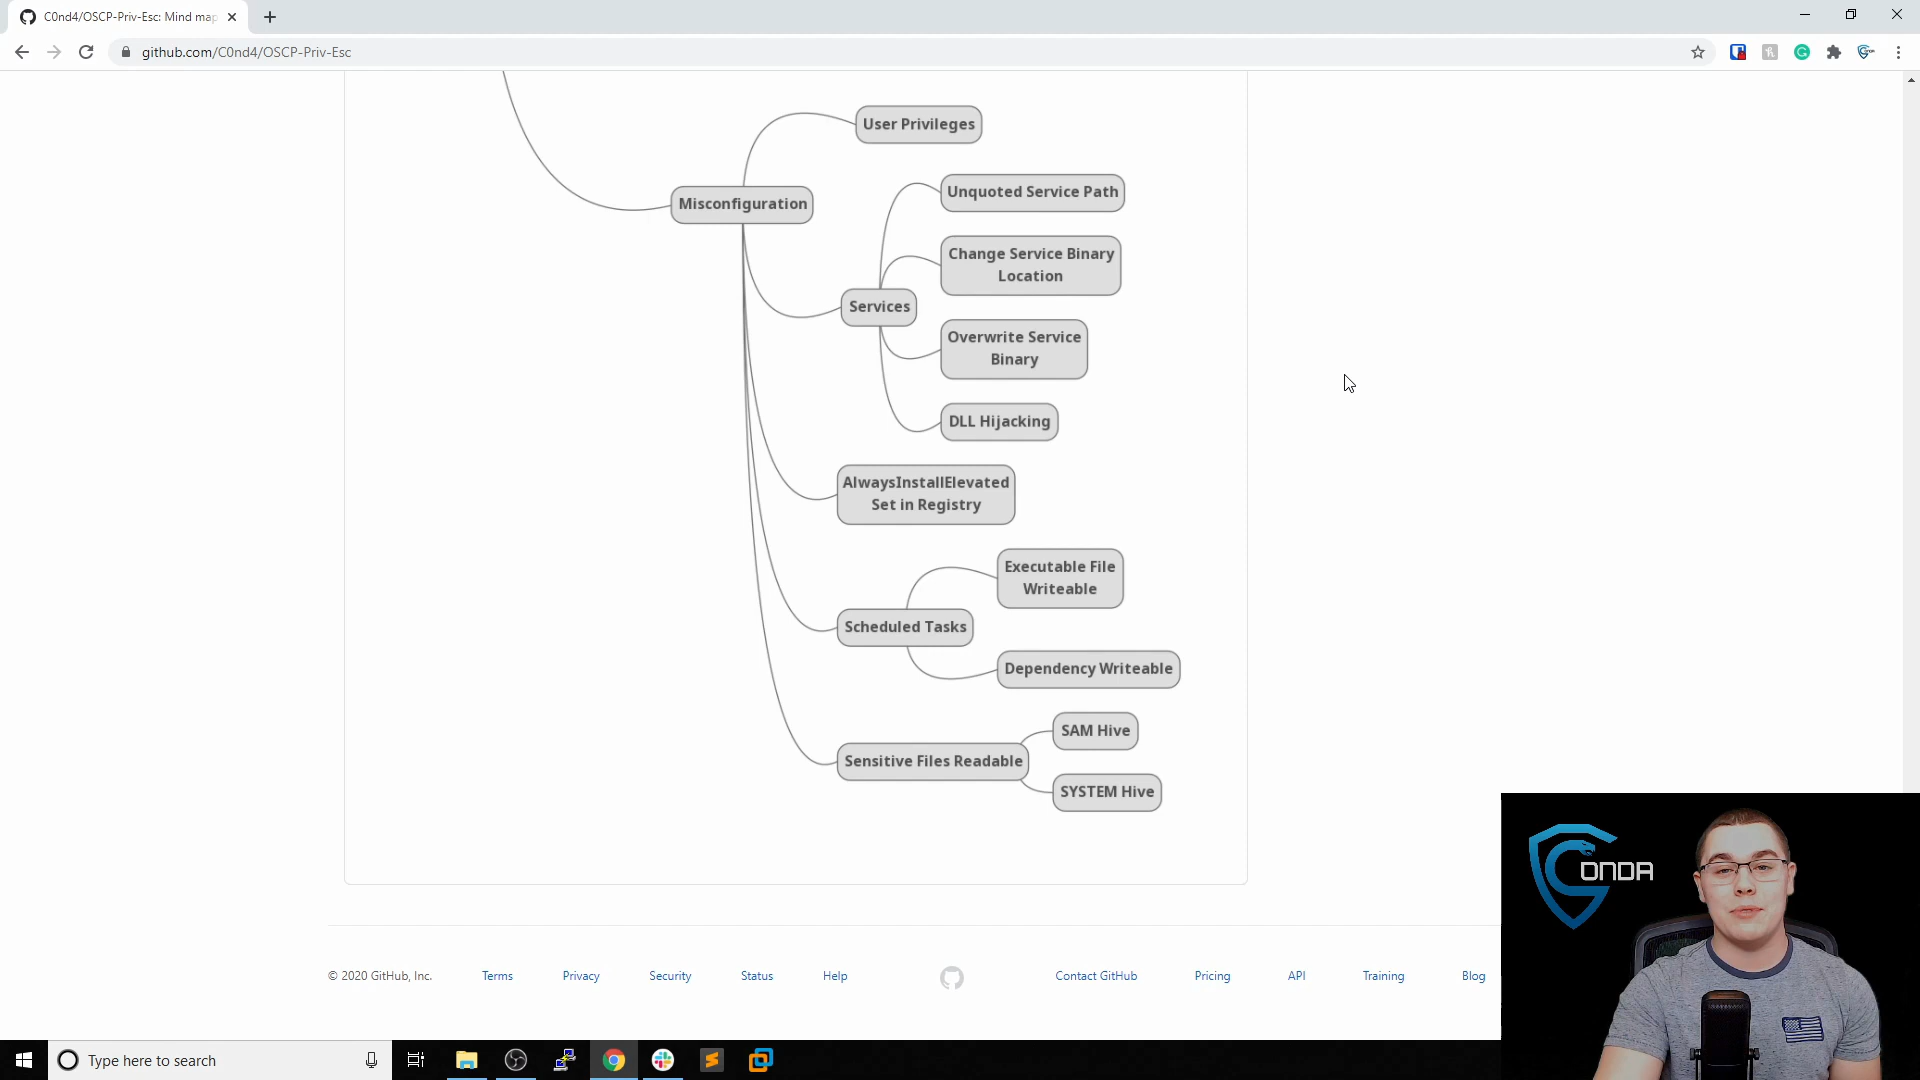 C0nd4/OSCP-Priv-Esc: Mind map
github.com/C0nd4/OSCP-Priv-Esc
User Privileges
Misconfiguration
Unquoted Service Path
Change Service Binary
Location
Services
Overwrite Service
Binary
DLL Hijacking
AlwaysInstallElevated
Set in Registry
Executable File
Writeable
Scheduled Tasks
Dependency Writeable
SAM Hive
Sensitive Files Readable
SYSTEM Hive
CONDA
© 2020 GitHub, Inc. Terms Privacy Security Status Help Contact GitHub Pricing API Training Blog
Type here to search